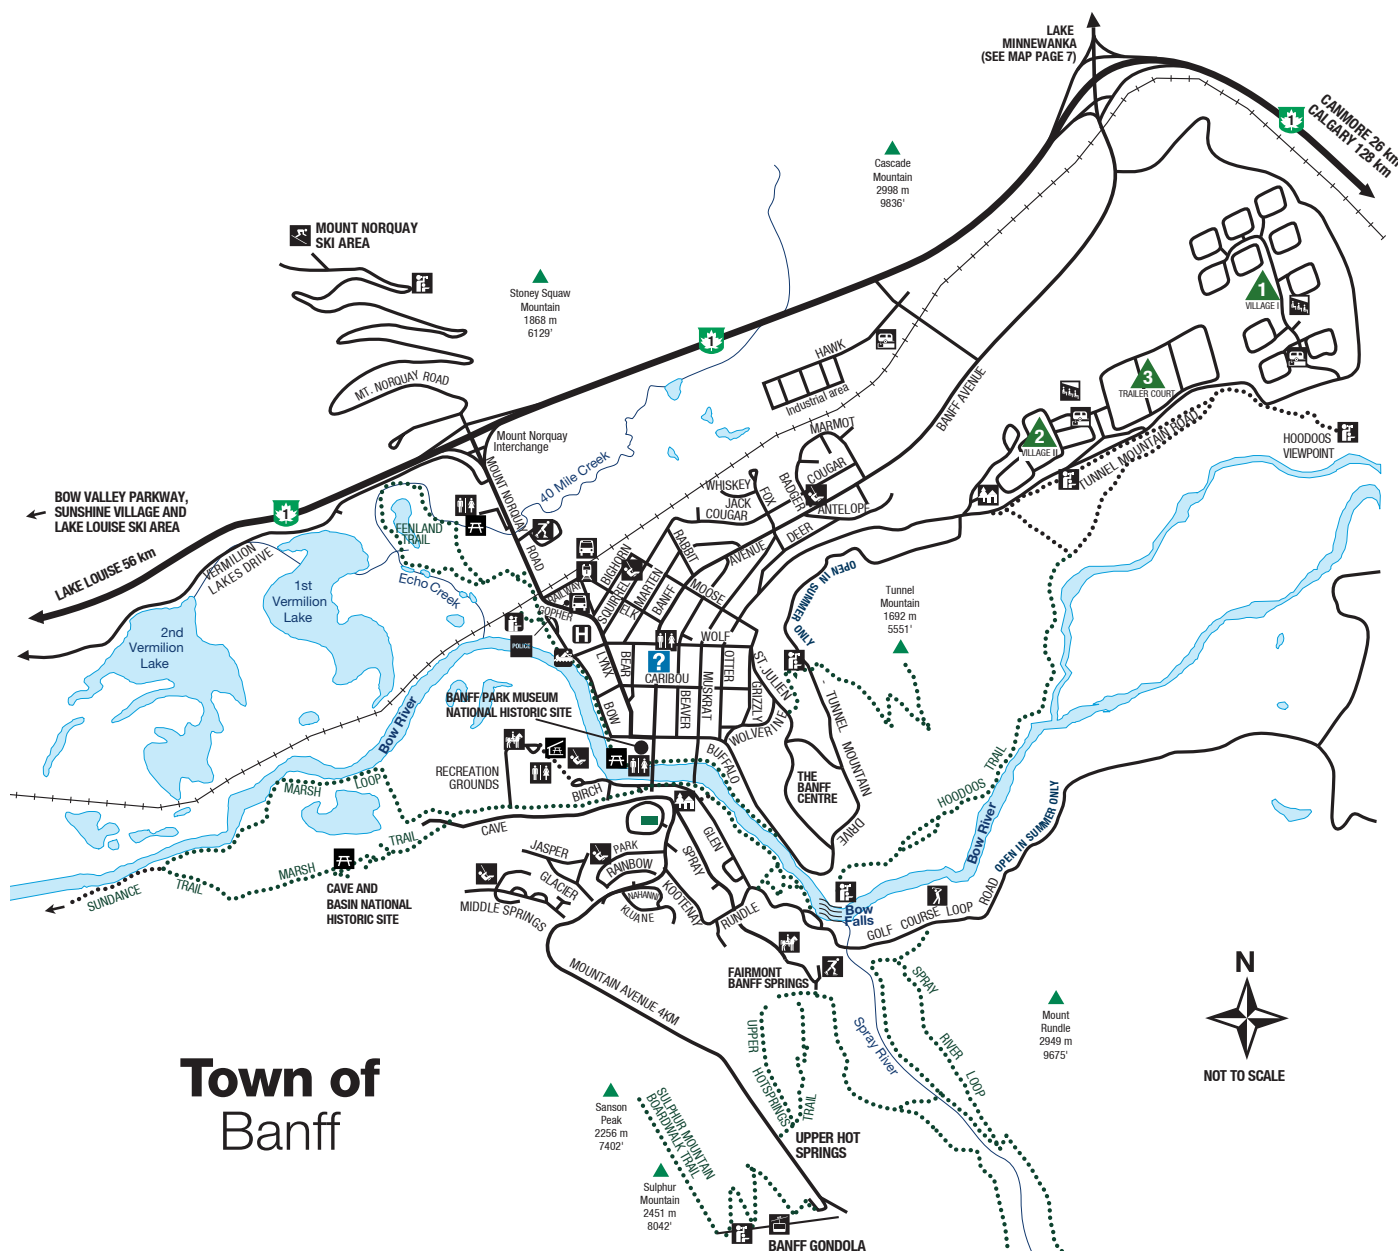 LAKE
MINNEWANKA
(SEE MAP PAGE 7)
1
CANMORE 26 km
CALGARY 128 km
Cascade
Mountain
2998 m
9836'
MOUNT NORQUAY
SKI AREA
Stoney Squaw
Mountain
1868 m
6129'
1
VILLAGE I
1
HAWK
Industrial area
MT. NORQUAY ROAD
BANFF AVENUE
3
TRAILER COURT
2
VILLAGE II
TUNNEL MOUNTAIN ROAD
HOODOOS
VIEWPOINT
Mount Norquay
Interchange
MOUNT NORQUAY ROAD
40 Mile Creek
MARMOT
COUGAR
BADGER
WHISKEY
FOX
JACK
COUGAR
ANTELOPE
BOW VALLEY PARKWAY,
SUNSHINE VILLAGE AND
LAKE LOUISE SKI AREA
1
LAKE LOUISE 56 km
VERMILION
LAKES DRIVE
FENLAND
TRAIL
Echo Creek
1st
Vermilion
Lake
2nd
Vermilion
Lake
RABBIT
AVENUE
DEER
BIGHORN
SQUIRREL
MARTEN
BANFF
MOOSE
ELK
RAILWAY
GOPHER
OPEN IN SUMMER ONLY
Tunnel
Mountain
1692 m
5551'
POLICE
H
WOLF
?
CARIBOU
LYNX
BEAR
BOW
BEAVER
MUSKRAT
OTTER
GRIZZLY
ST. JULIEN
WOLVERINE
BUFFALO
TUNNEL MOUNTAIN DRIVE
BANFF PARK MUSEUM
NATIONAL HISTORIC SITE
Bow River
RECREATION
GROUNDS
BIRCH
THE
BANFF
CENTRE
HOODOOS TRAIL
Bow River
OPEN IN SUMMER ONLY
MARSH LOOP
CAVE
MARSH TRAIL
SUNDANCE TRAIL
CAVE AND
BASIN NATIONAL
HISTORIC SITE
JASPER
PARK
RAINBOW
GLACIER
NAHANNI
KLUANE
MIDDLE SPRINGS
SPRAY
GLEN
KOOTENAY
RUNDLE
Bow
Falls
GOLF COURSE LOOP ROAD
FAIRMONT
BANFF SPRINGS
MOUNTAIN AVENUE 4KM
SPRAY RIVER LOOP
Spray River
Mount
Rundle
2949 m
9675'
N
NOT TO SCALE
UPPER HOTSPRINGS TRAIL
Town of
Banff
Sanson
Peak
2256 m
7402'
SULPHUR MOUNTAIN
BOARDWALK TRAIL
UPPER HOT
SPRINGS
Sulphur
Mountain
2451 m
8042'
BANFF GONDOLA